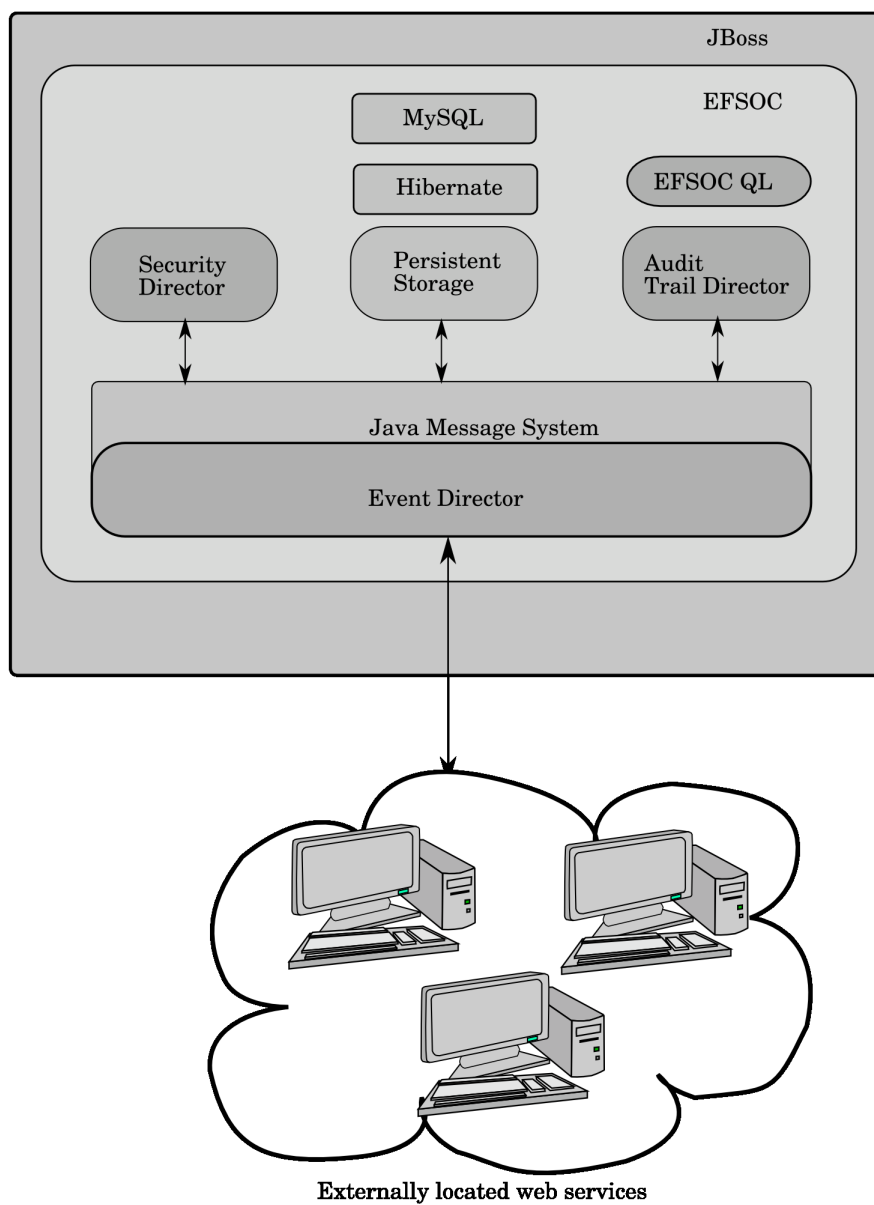 JBoss
EFSOC
MySQL
Hibernate
EFSOC QL
Security
Director
Persistent
Storage
Audit
Trail Director
Java Message System
Event Director
Externally located web services